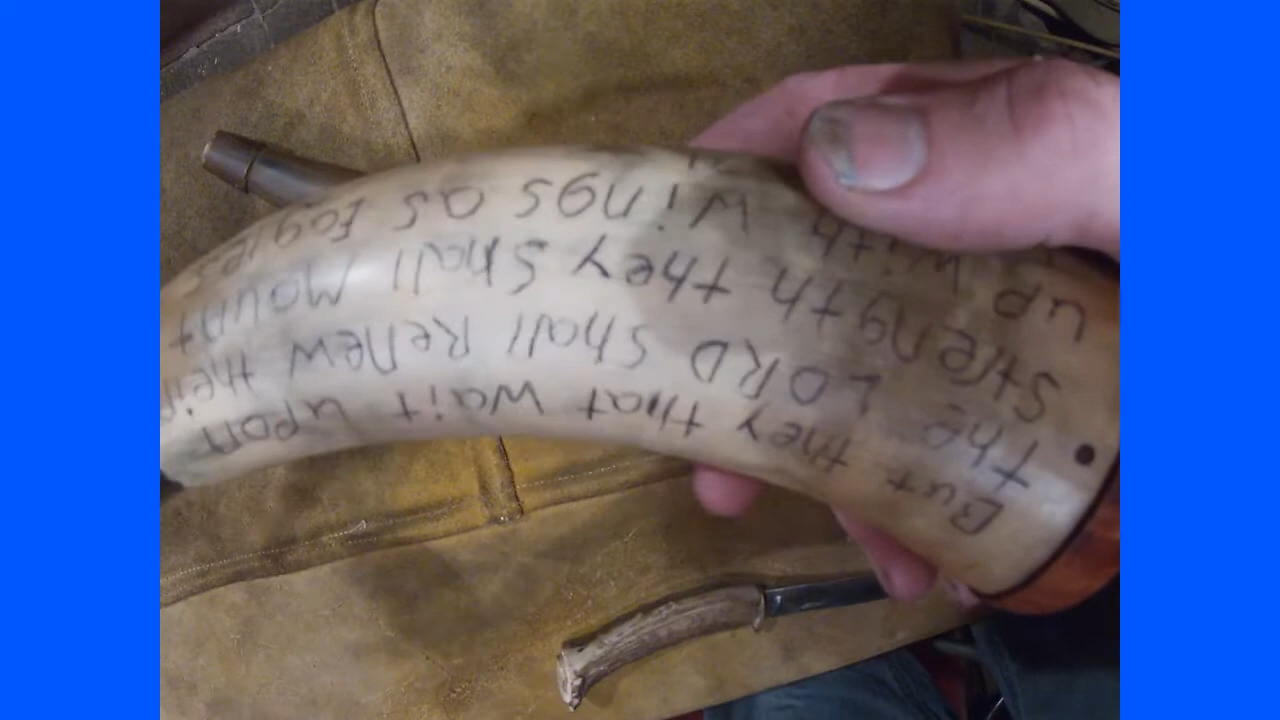 But they that wait upon
the LORD shall Renew their
Strength they Shall Mount
up with wings as Eagles